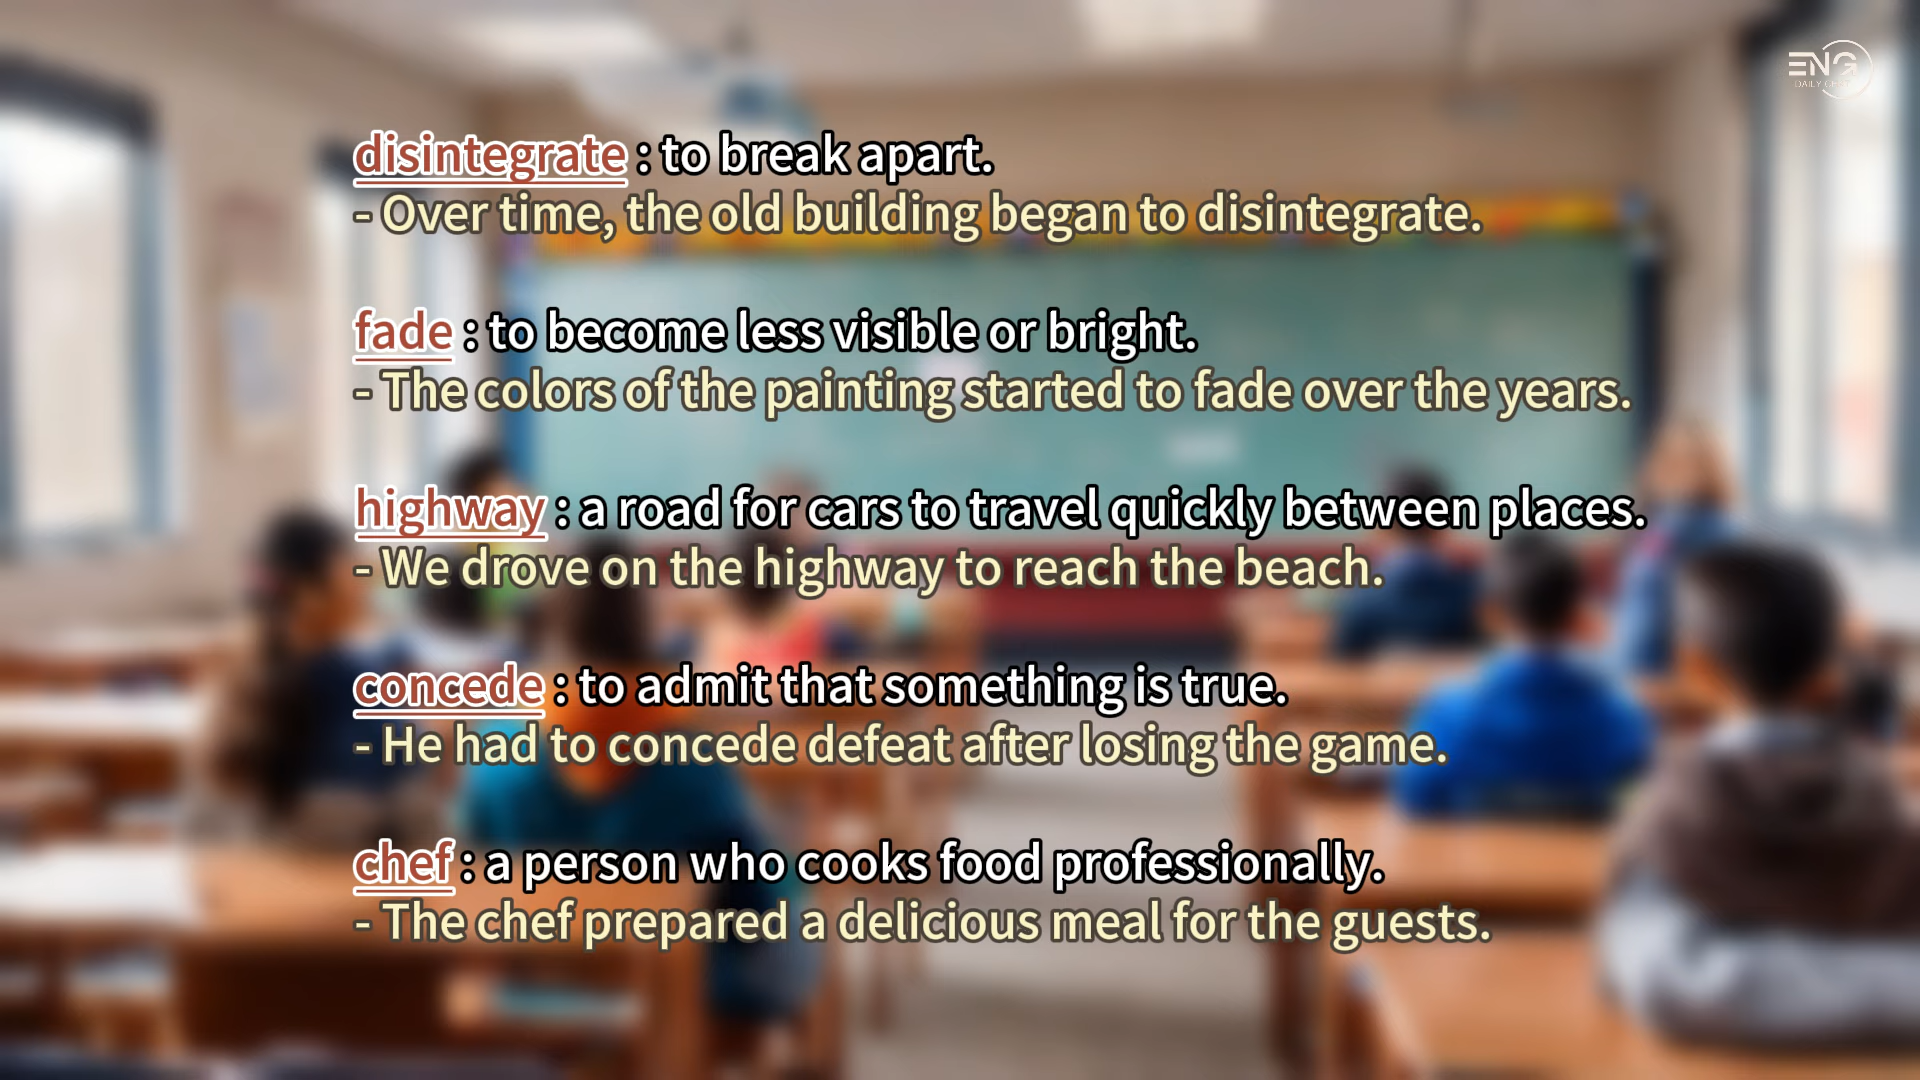 ENG
DAILY
disintegrate : to break apart.
- Over time, the old building began to disintegrate.
fade : to become less visible or bright.
- The colors of the painting started to fade over the years.
highway : a road for cars to travel quickly between places.
- We drove on the highway to reach the beach.
concede : to admit that something is true.
- He had to concede defeat after losing the game.
chef : a person who cooks food professionally.
- The chef prepared a delicious meal for the guests.